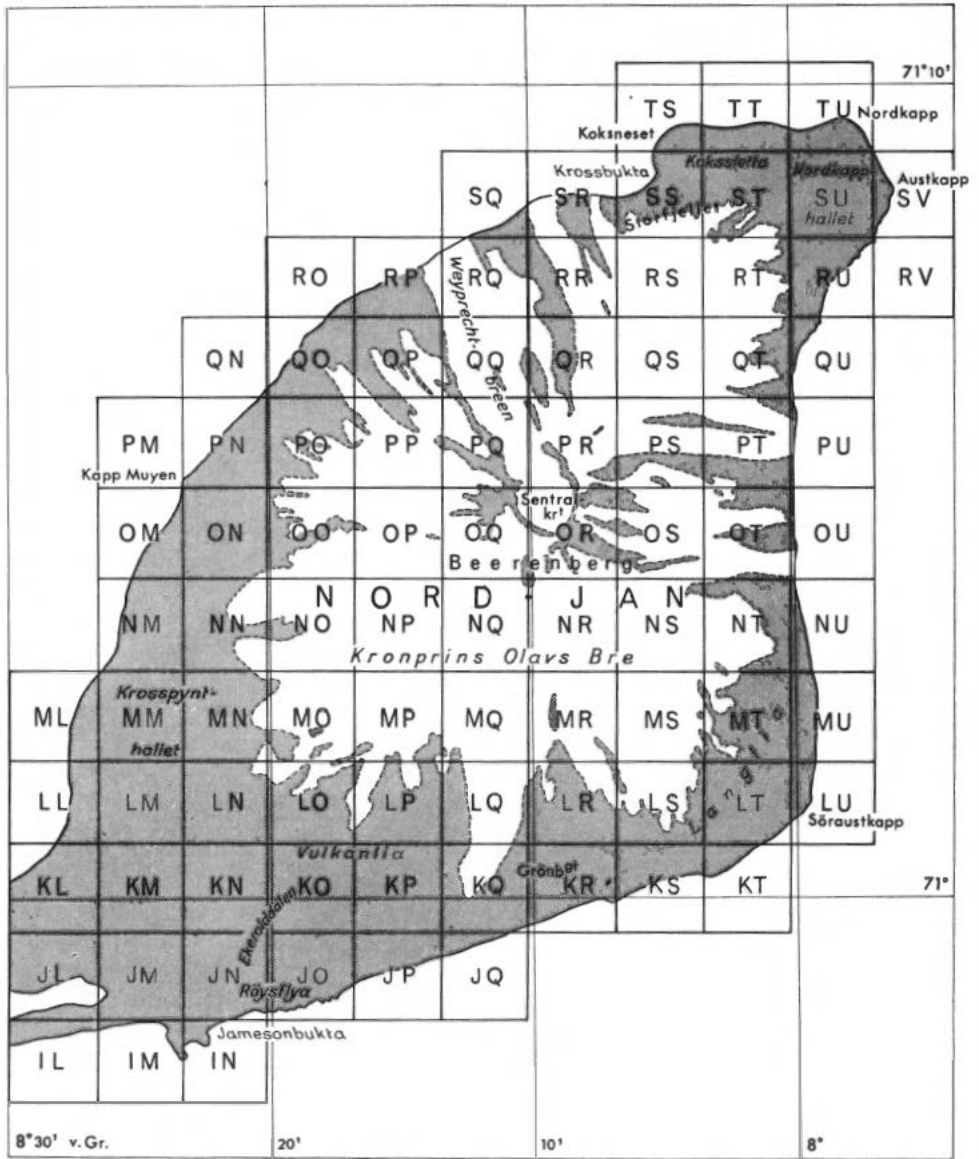 71°10'
TS TT TU Nordkapp
Koksneset
Krossbukta Kokssletta Nordkapp Austkapp
SQ SR SS ST SU SV
Storfjellet hallet
RO RP RQ RR RS RT RU RV
Weyprecht-
breen
QN QO QP QQ QR QS QT QU
PM PN PO PP PQ PR PS PT PU
Kapp Muyen
Sentral-
krt
OM ON OO OP OQ OR OS OT OU
Beerenberg
NORD-JAN
NM NN NO NP NQ NR NS NT NU
Kronprins Olavs Bre
Krosspynt-
ML MM MN MO MP MQ MR MS MT MU
hallet
LL LM LN LO LP LQ LR LS LT LU
Söraustkapp
Grönbot
KL KM KN KO KP KQ KR KS KT 71°
Ekerolddalen
JL JM JN JO JP JQ
Röysflya
Jamesonbukta
IL IM IN
8°30' v.Gr. 20' 10' 8°